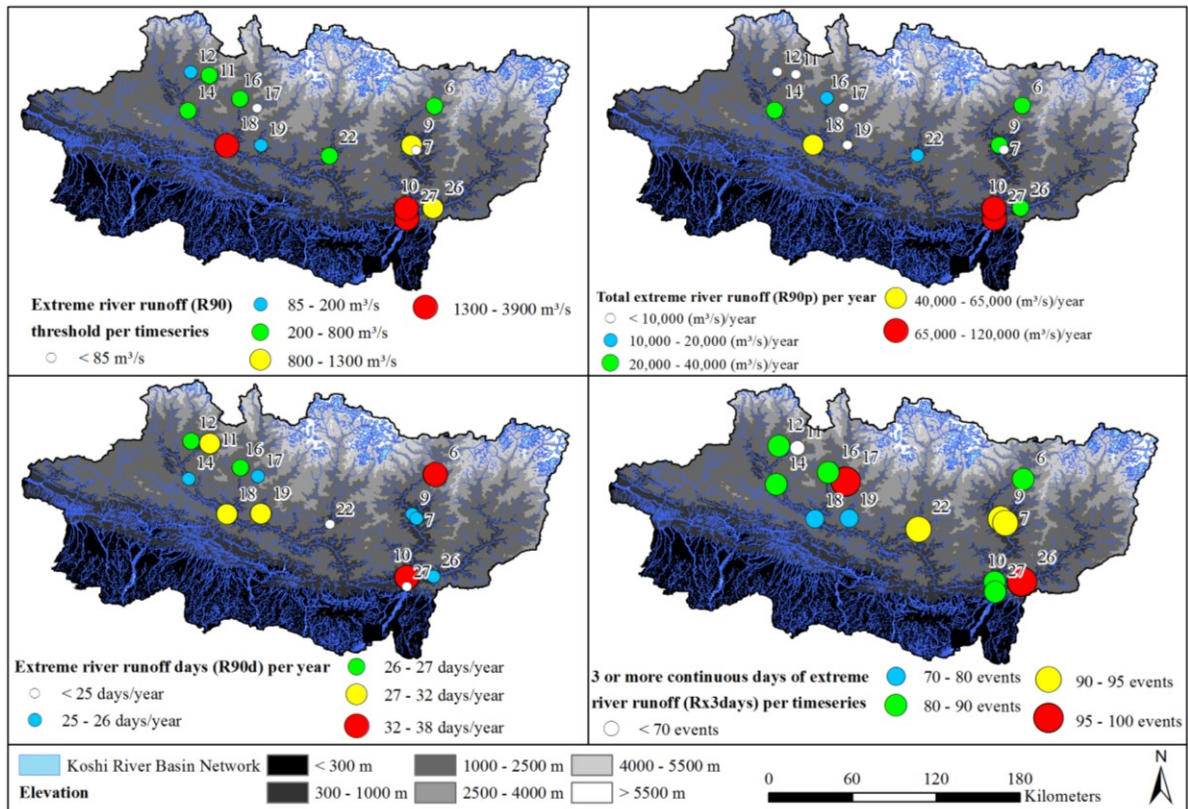 12
11
16
17
14
6
18
19
9
22
7
10
27
26
Extreme river runoff (R90)
threshold per timeseries
< 85 m³/s
85 - 200 m³/s
200 - 800 m³/s
800 - 1300 m³/s
1300 - 3900 m³/s
12
11
16
17
14
6
18
19
9
22
7
10
27
26
Total extreme river runoff (R90p) per year
< 10,000 (m³/s)/year
10,000 - 20,000 (m³/s)/year
20,000 - 40,000 (m³/s)/year
40,000 - 65,000 (m³/s)/year
65,000 - 120,000 (m³/s)/year
12
11
16
17
14
6
18
19
9
22
7
10
27
26
Extreme river runoff days (R90d) per year
< 25 days/year
25 - 26 days/year
26 - 27 days/year
27 - 32 days/year
32 - 38 days/year
12
11
16
17
14
6
18
19
9
22
7
10
27
26
3 or more continuous days of extreme
river runoff (Rx3days) per timeseries
< 70 events
70 - 80 events
80 - 90 events
90 - 95 events
95 - 100 events
Koshi River Basin Network
Elevation
< 300 m
300 - 1000 m
1000 - 2500 m
2500 - 4000 m
4000 - 5500 m
> 5500 m
0 60 120 180
Kilometers
N